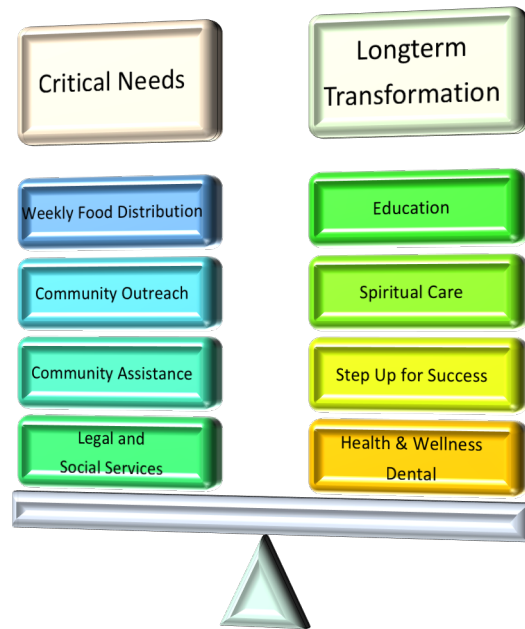 Critical Needs
Weekly Food Distribution
Community Outreach
Community Assistance
Legal and
Social Services
Longterm
Transformation
Education
Spiritual Care
Step Up for Success
Health & Wellness
Dental